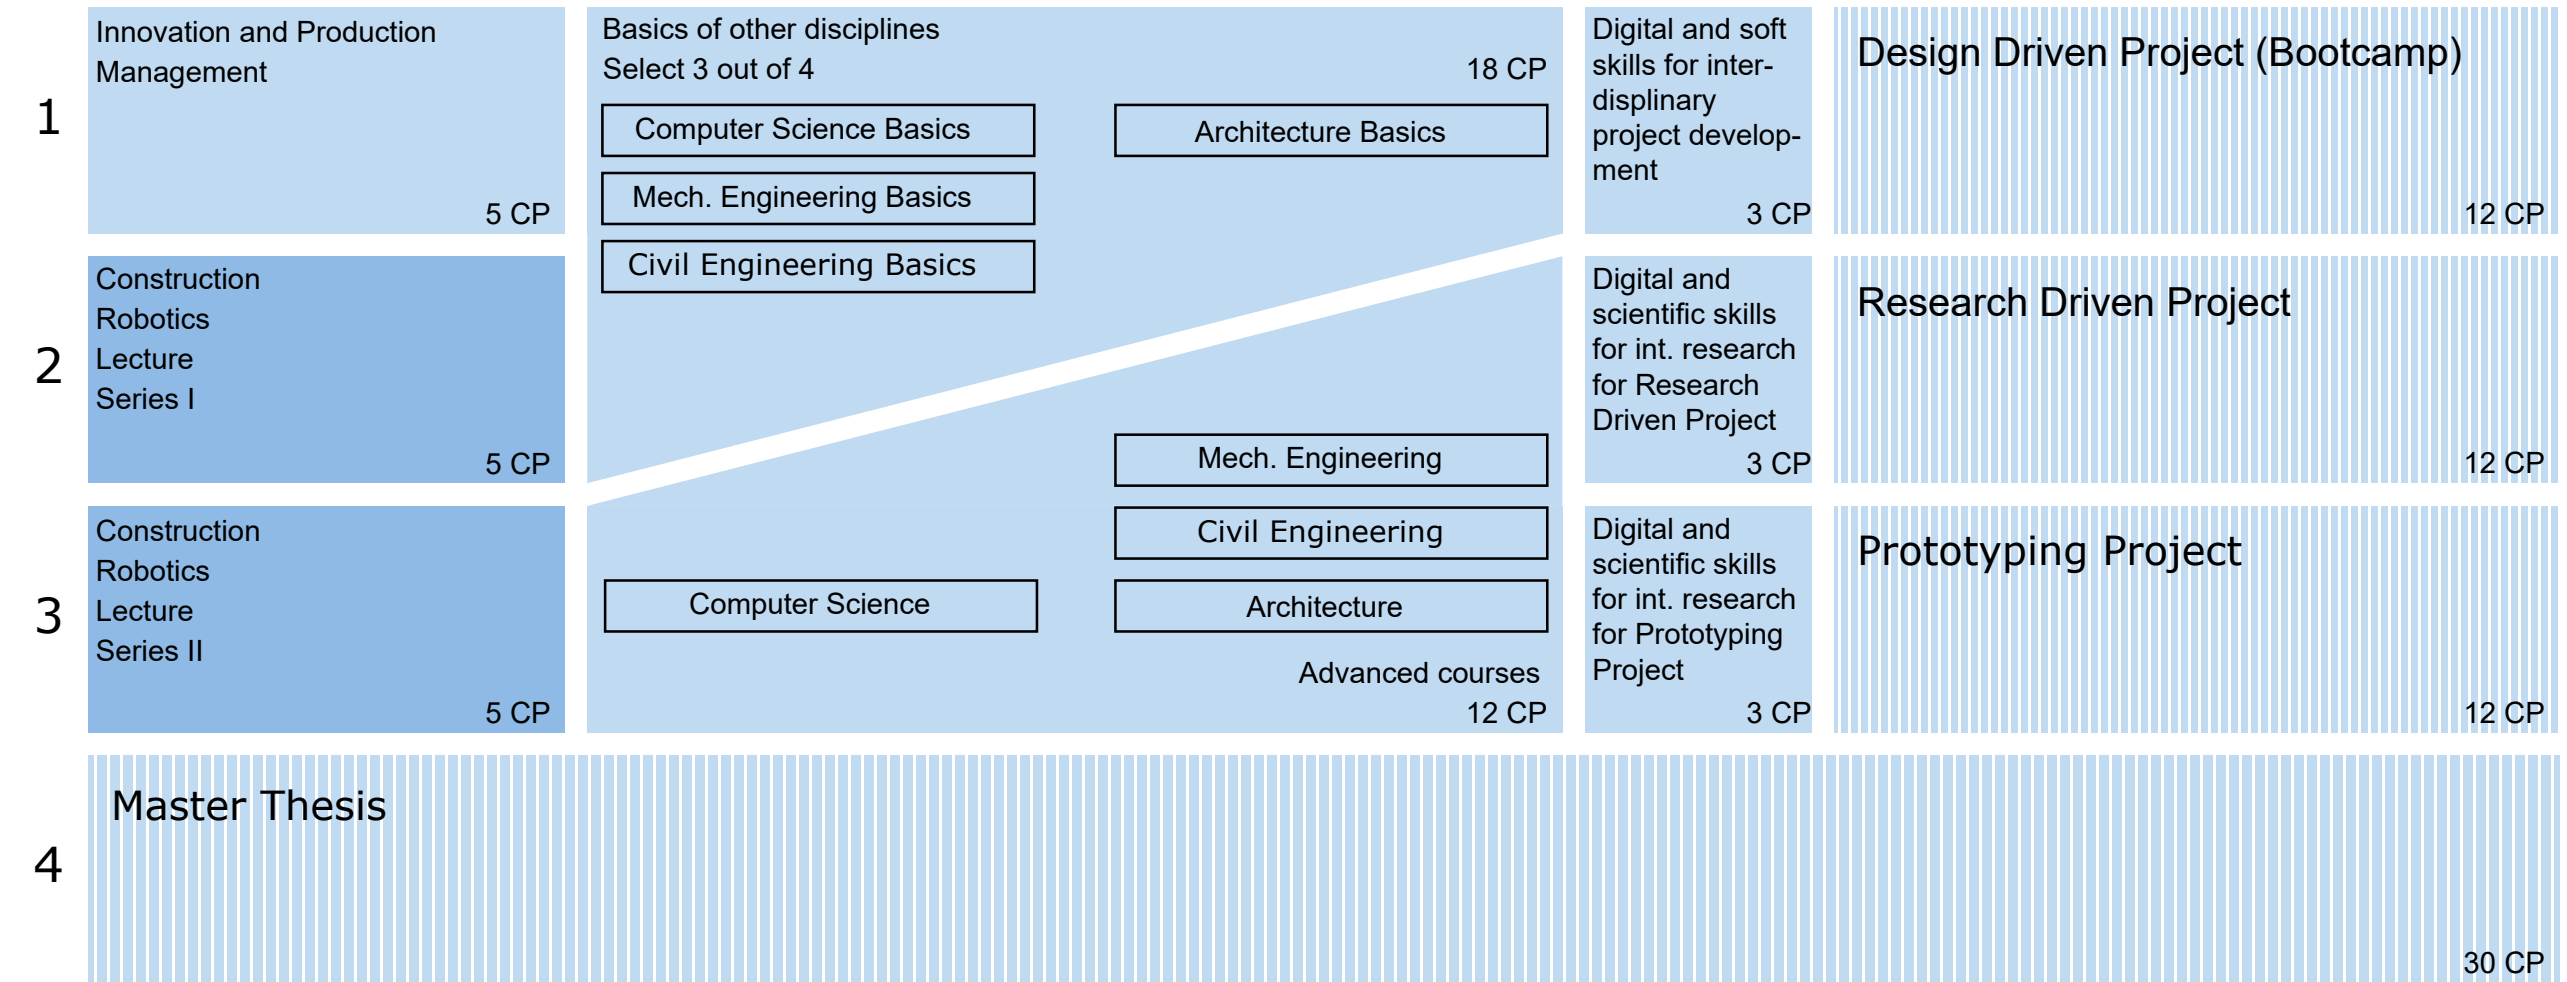 1
Innovation and Production
Management
5 CP
Basics of other disciplines
Select 3 out of 4
18 CP
Computer Science Basics
Architecture Basics
Mech. Engineering Basics
Civil Engineering Basics
Digital and soft
skills for inter-
displinary
project develop-
ment
3 CP
Design Driven Project (Bootcamp)
12 CP
2
Construction
Robotics
Lecture
Series I
5 CP
Digital and
scientific skills
for int. research
for Research
Driven Project
3 CP
Research Driven Project
12 CP
3
Construction
Robotics
Lecture
Series II
5 CP
Mech. Engineering
Civil Engineering
Computer Science
Architecture
Advanced courses
12 CP
Digital and
scientific skills
for int. research
for Prototyping
Project
3 CP
Prototyping Project
12 CP
4
Master Thesis
30 CP